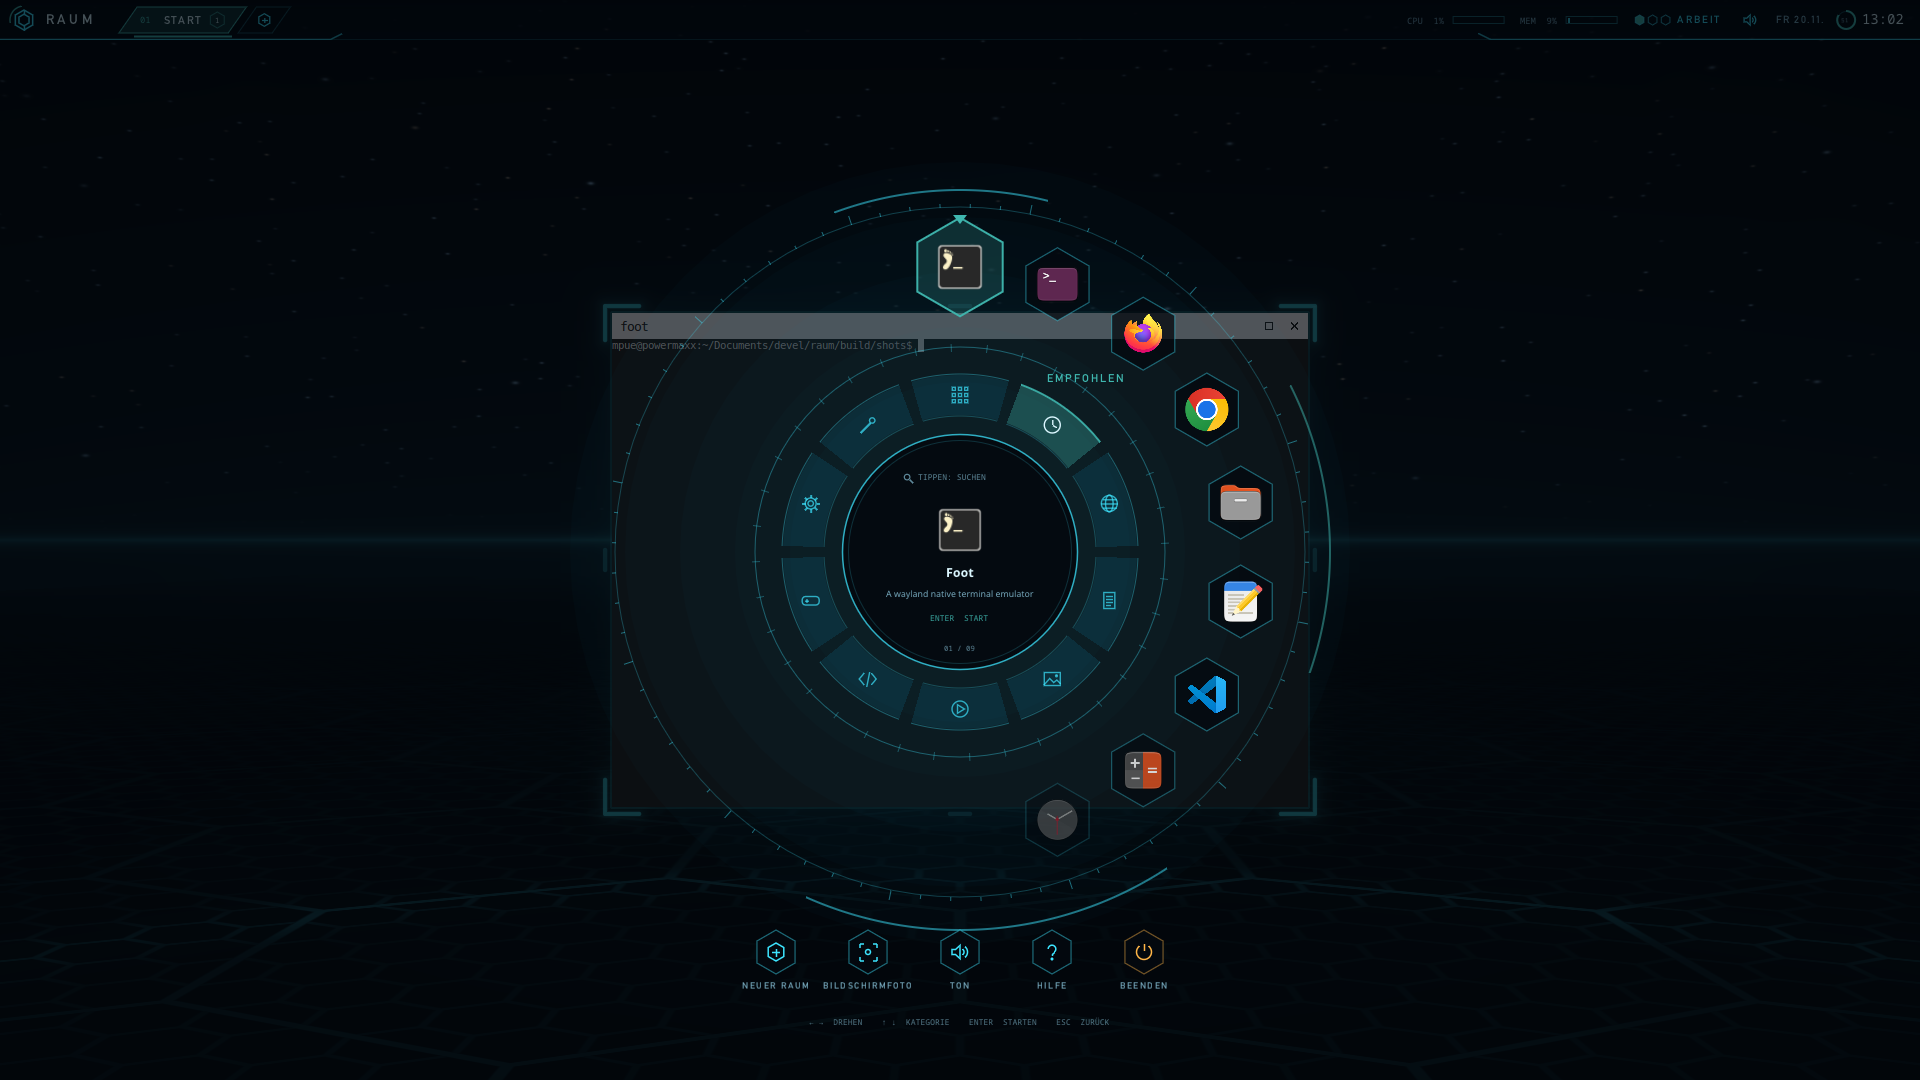 RAUM
01 START 1
CPU 1%
MEM 9%
ARBEIT
FR 20.11.
13:02
foot
mpue@powermaxx:~/Documents/devel/raum/build/shots$
EMPFOHLEN
TIPPEN: SUCHEN
Foot
A wayland native terminal emulator
ENTER START
01 / 09
NEUER RAUM
BILDSCHIRMFOTO
TON
HILFE
BEENDEN
← → DREHEN ↑ ↓ KATEGORIE ENTER STARTEN ESC ZURÜCK